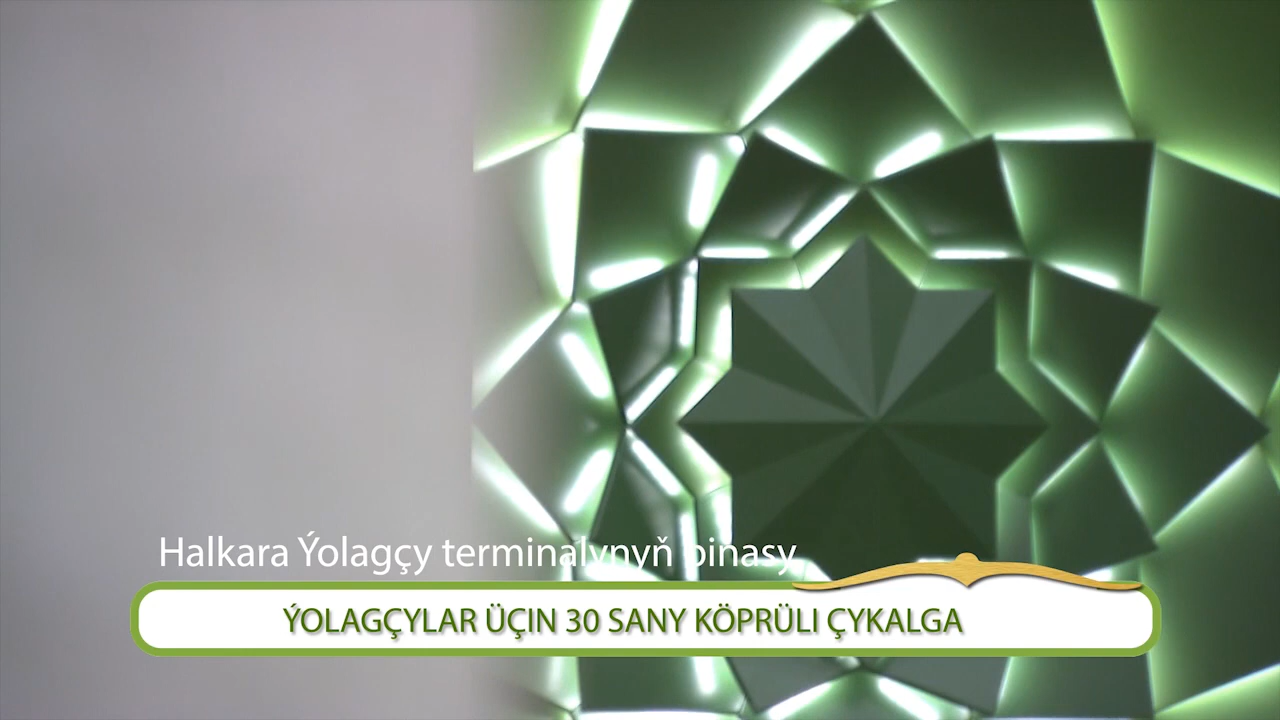 Halkara Ýolagçy terminalynyň binasy
ÝOLAGÇYLAR ÜÇIN 30 SANY KÖPRÜLI ÇYKALGA